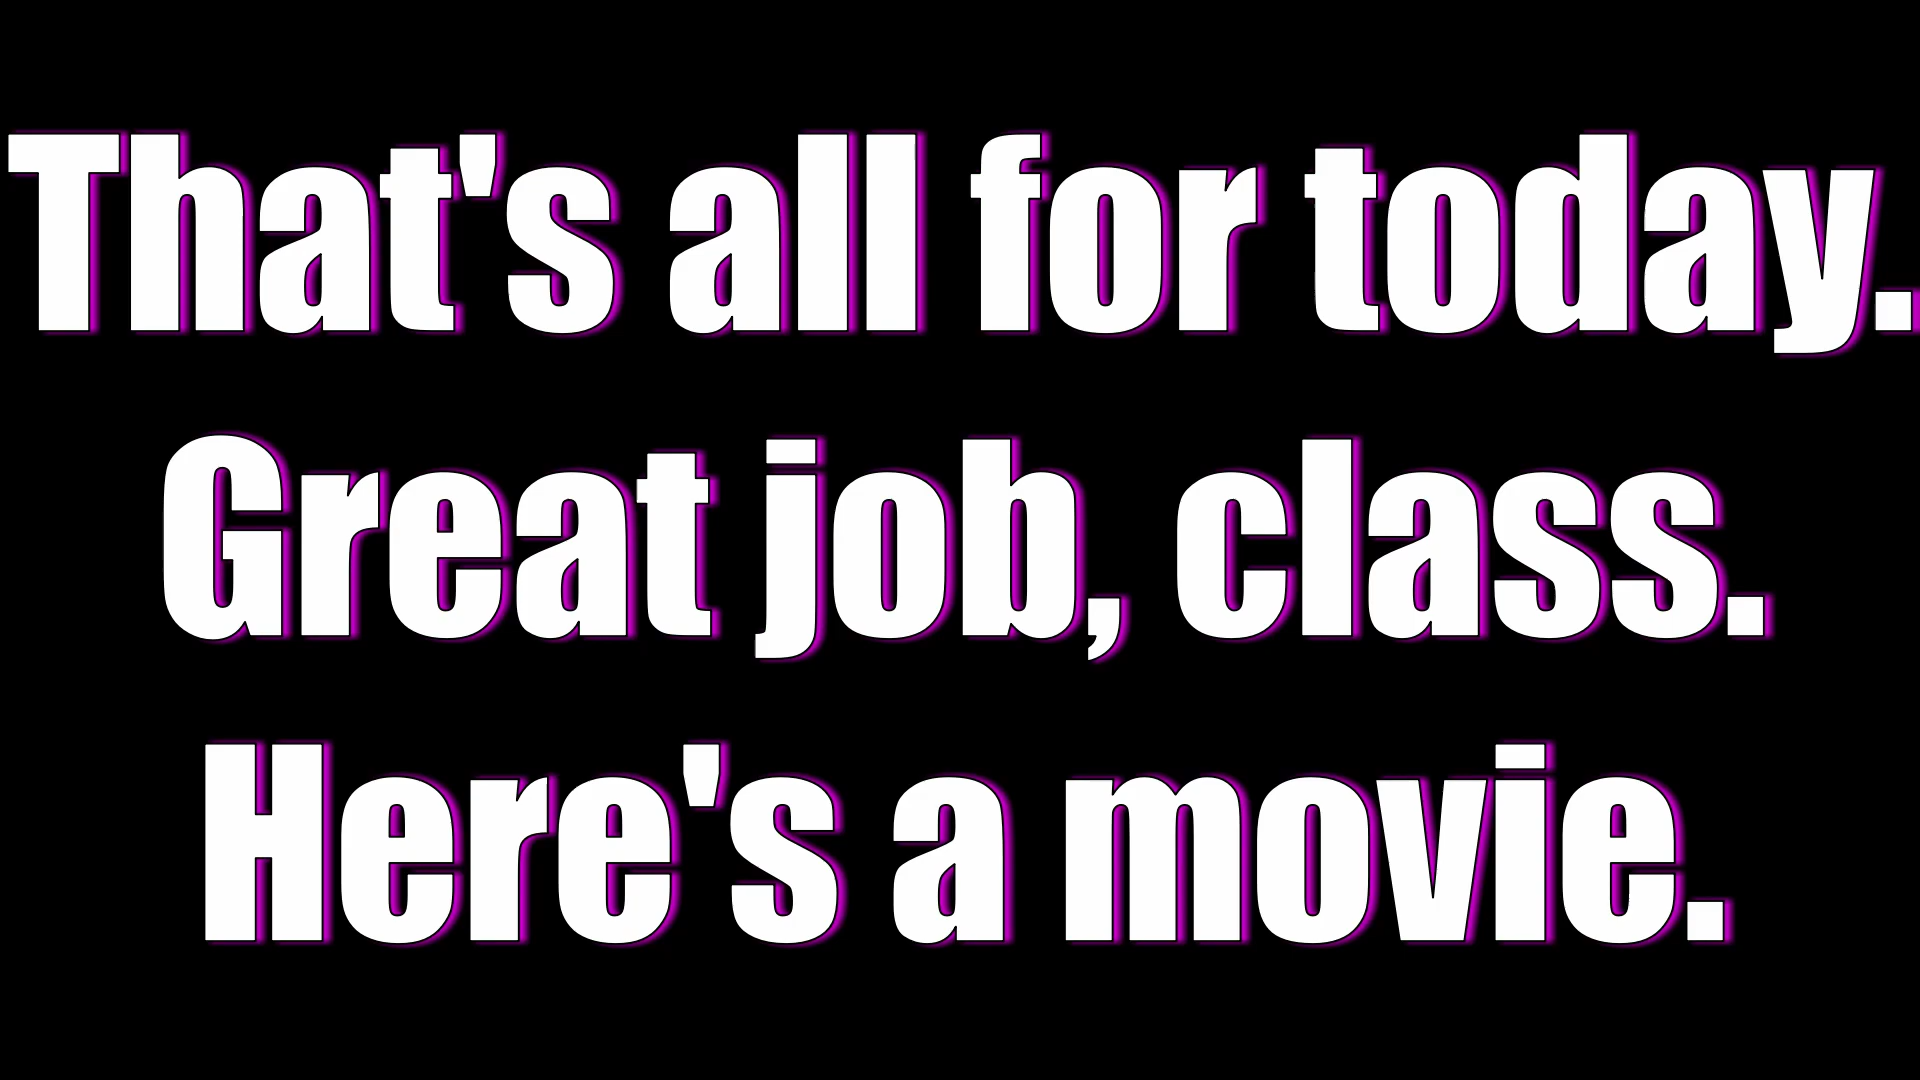 That's all for today.
Great job, class.
Here's a movie.